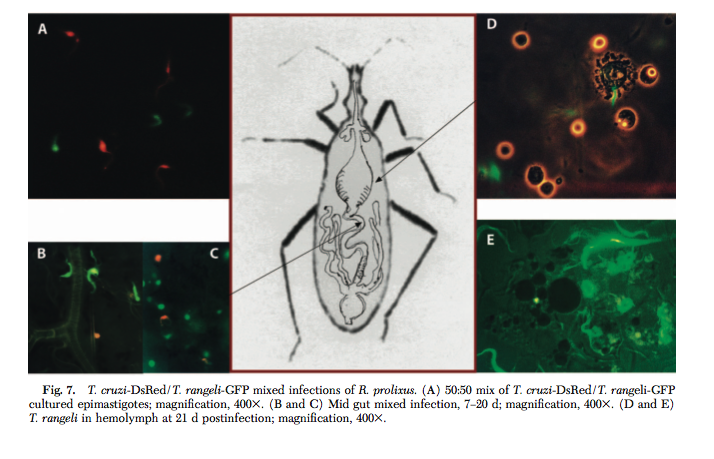 A
D
B
C
E
Fig. 7. T. cruzi-DsRed/T. rangeli-GFP mixed infections of R. prolixus. (A) 50:50 mix of T. cruzi-DsRed/T. rangeli-GFP
cultured epimastigotes; magnification, 400×. (B and C) Mid gut mixed infection, 7–20 d; magnification, 400×. (D and E)
T. rangeli in hemolymph at 21 d postinfection; magnification, 400×.